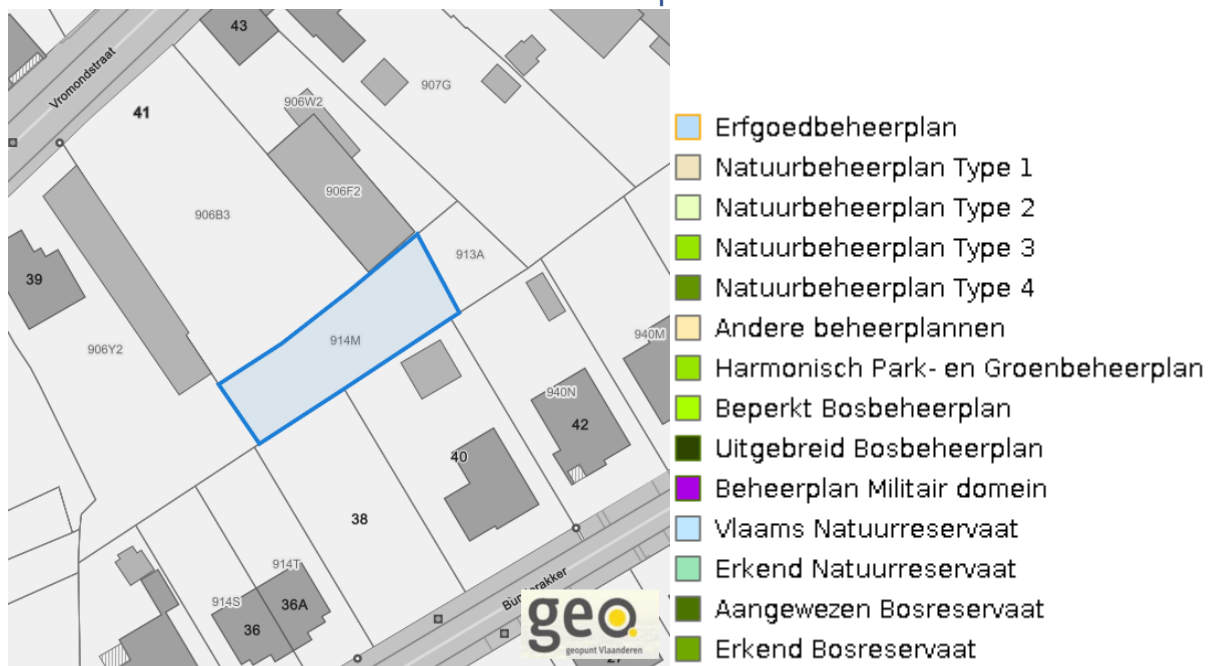 43
Vromondstraat
907G
41
906W2
906F2
906B3
913A
39
914M
906Y2
940M
940N
42
40
38
914T
914S
36A
36
geo
geopunt Vlaanderen
27
Erfgoedbeheerplan
Natuurbeheerplan Type 1
Natuurbeheerplan Type 2
Natuurbeheerplan Type 3
Natuurbeheerplan Type 4
Andere beheerplannen
Harmonisch Park- en Groenbeheerplan
Beperkt Bosbeheerplan
Uitgebreid Bosbeheerplan
Beheerplan Militair domein
Vlaams Natuurreservaat
Erkend Natuurreservaat
Aangewezen Bosreservaat
Erkend Bosreservaat